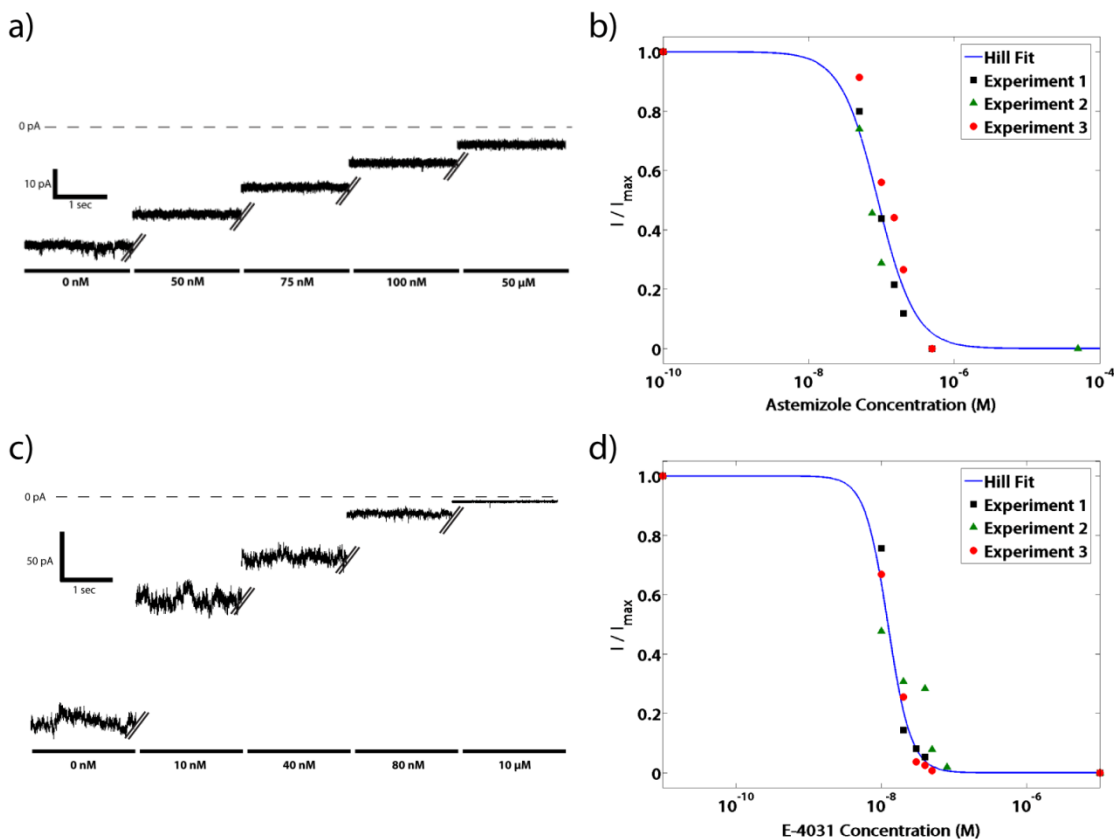 a)
0 pA
10 pA
1 sec
0 nM 50 nM 75 nM 100 nM 50 µM
b)
1.0
0.8
0.6
0.4
0.2
0
I / Imax
Hill Fit
Experiment 1
Experiment 2
Experiment 3
10-10 10-8 10-6 10-4
Astemizole Concentration (M)
c)
0 pA
50 pA
1 sec
0 nM 10 nM 40 nM 80 nM 10 µM
d)
1.0
0.8
0.6
0.4
0.2
0
I / Imax
Hill Fit
Experiment 1
Experiment 2
Experiment 3
10-10 10-8 10-6
E-4031 Concentration (M)